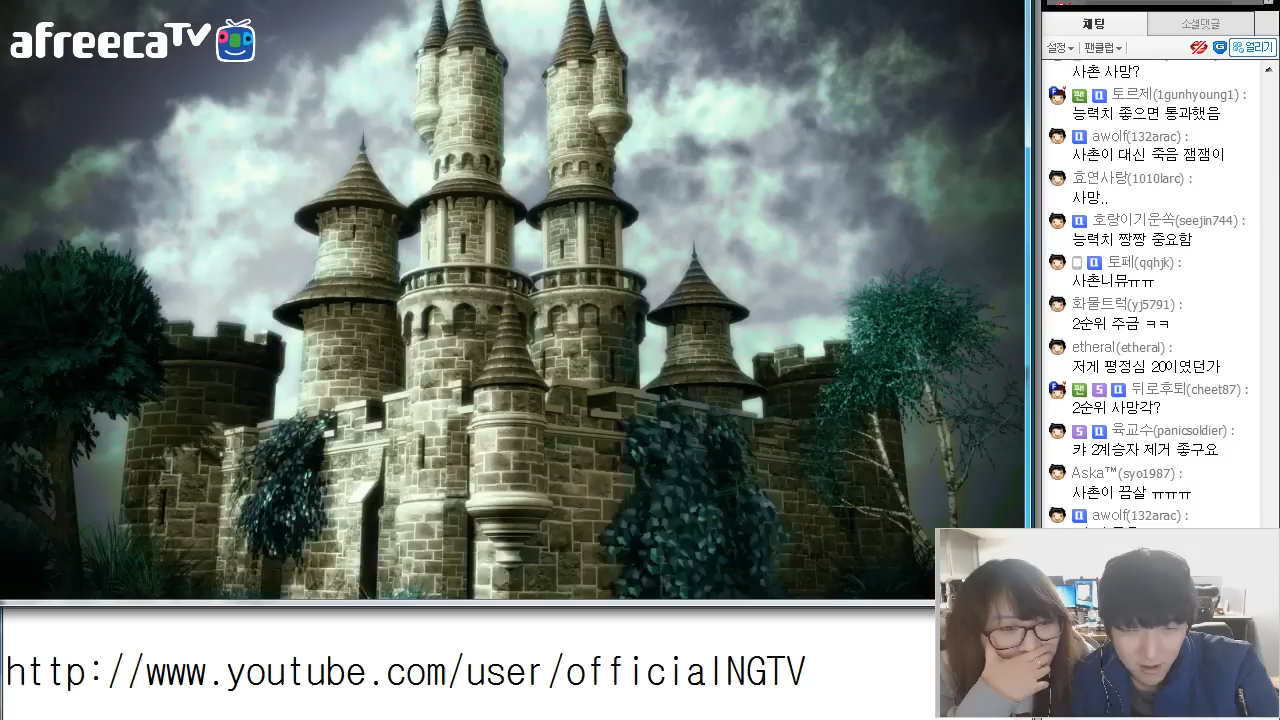 afreecaTV
채팅
소셜댓글
설정
팬클럽
얼리기
사촌 사망?
팬
토르제(1gunhyoung1) :
능력치 좋으면 통과했음
awolf(132arac) :
사촌이 대신 죽음 잼잼이
효연사랑(1010larc) :
사망..
호랑이기운쏙(seejin744) :
능력치 짱짱 중요함
토페(qqhjk) :
사촌니뮤ㅠㅠ
화물트럭(yj5791) :
2순위 주금 ㅋㅋ
etheral(etheral) :
저게 평정심 20이였던가
팬 S 뒤로후퇴(cheet87) :
2순위 사망각?
S 육교수(panicsoldier) :
캬 2계승자 제거 좋구요
Aska™(syo1987) :
사촌이 끔살 ㅠㅠㅠ
awolf(132arac) :
http://www.youtube.com/user/officialNGTV